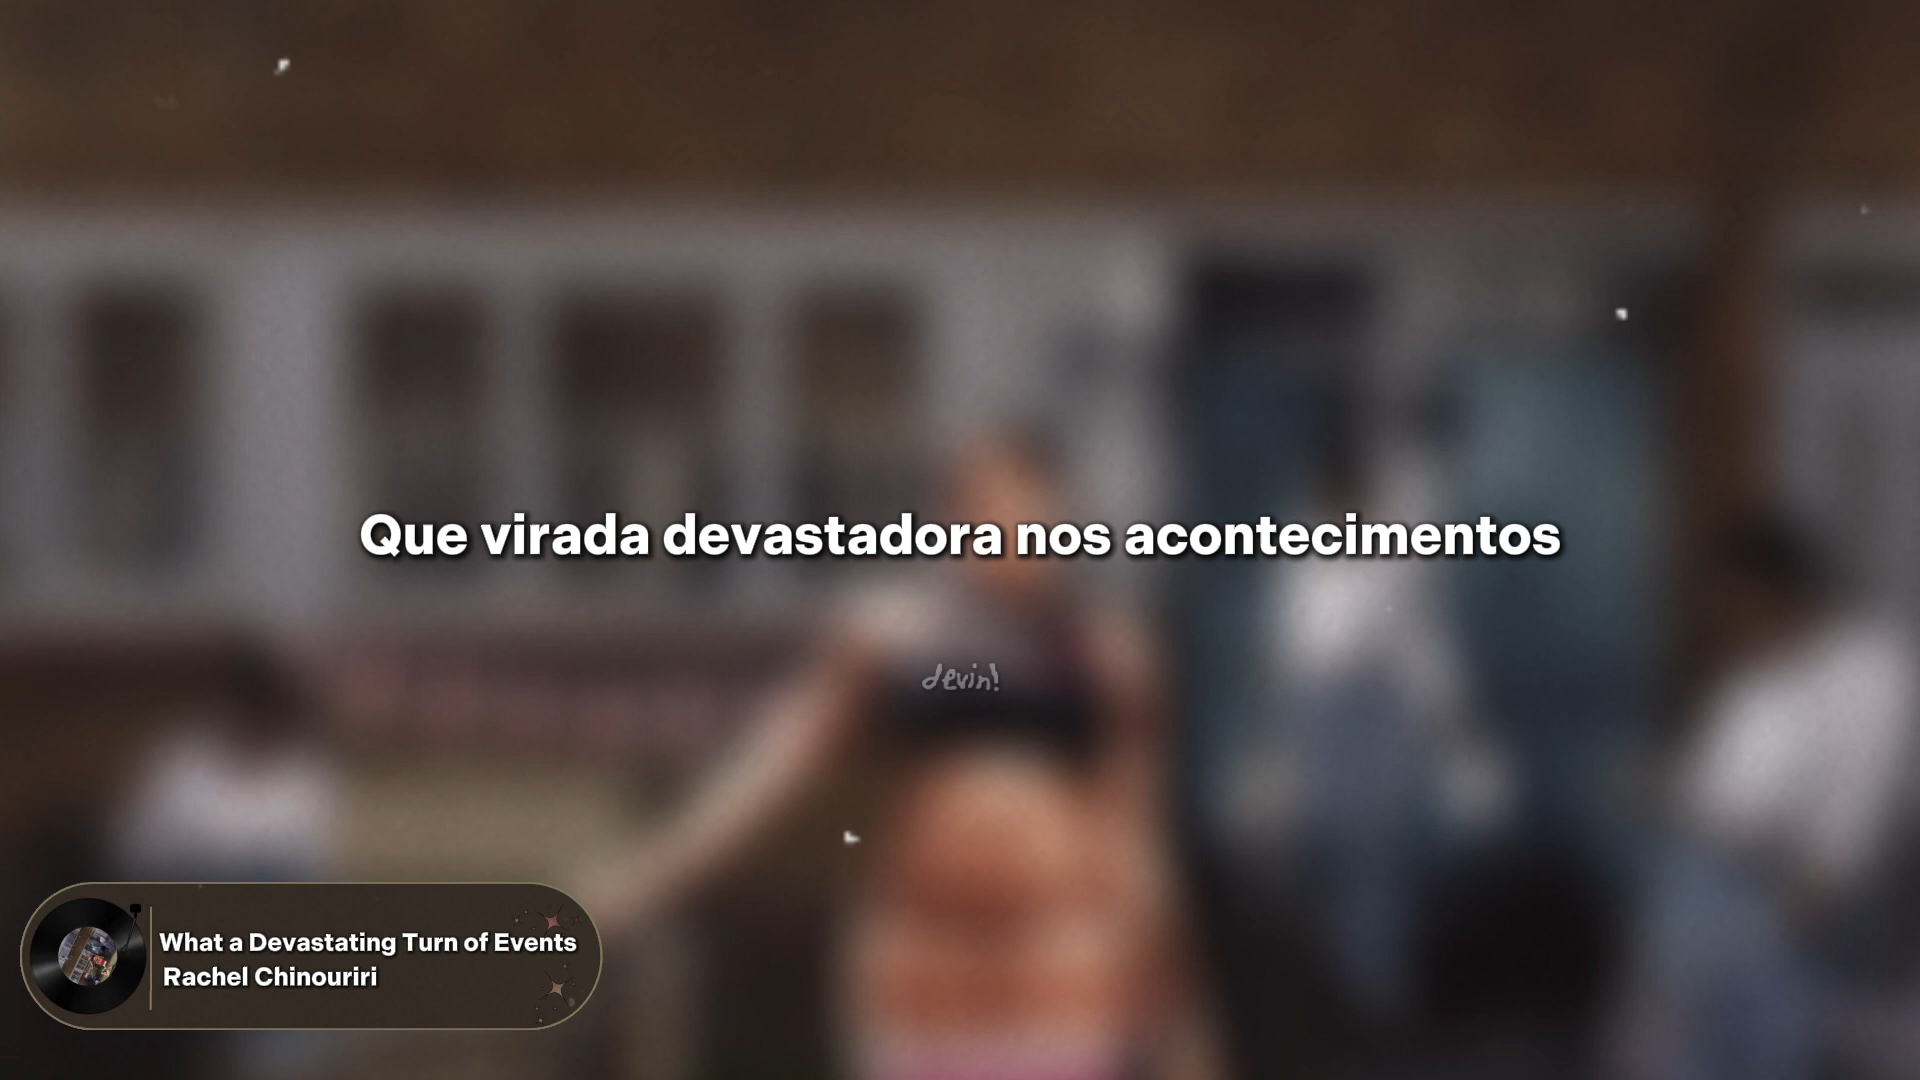 Que virada devastadora nos acontecimentos
devin!
What a Devastating Turn of Events
Rachel Chinouriri